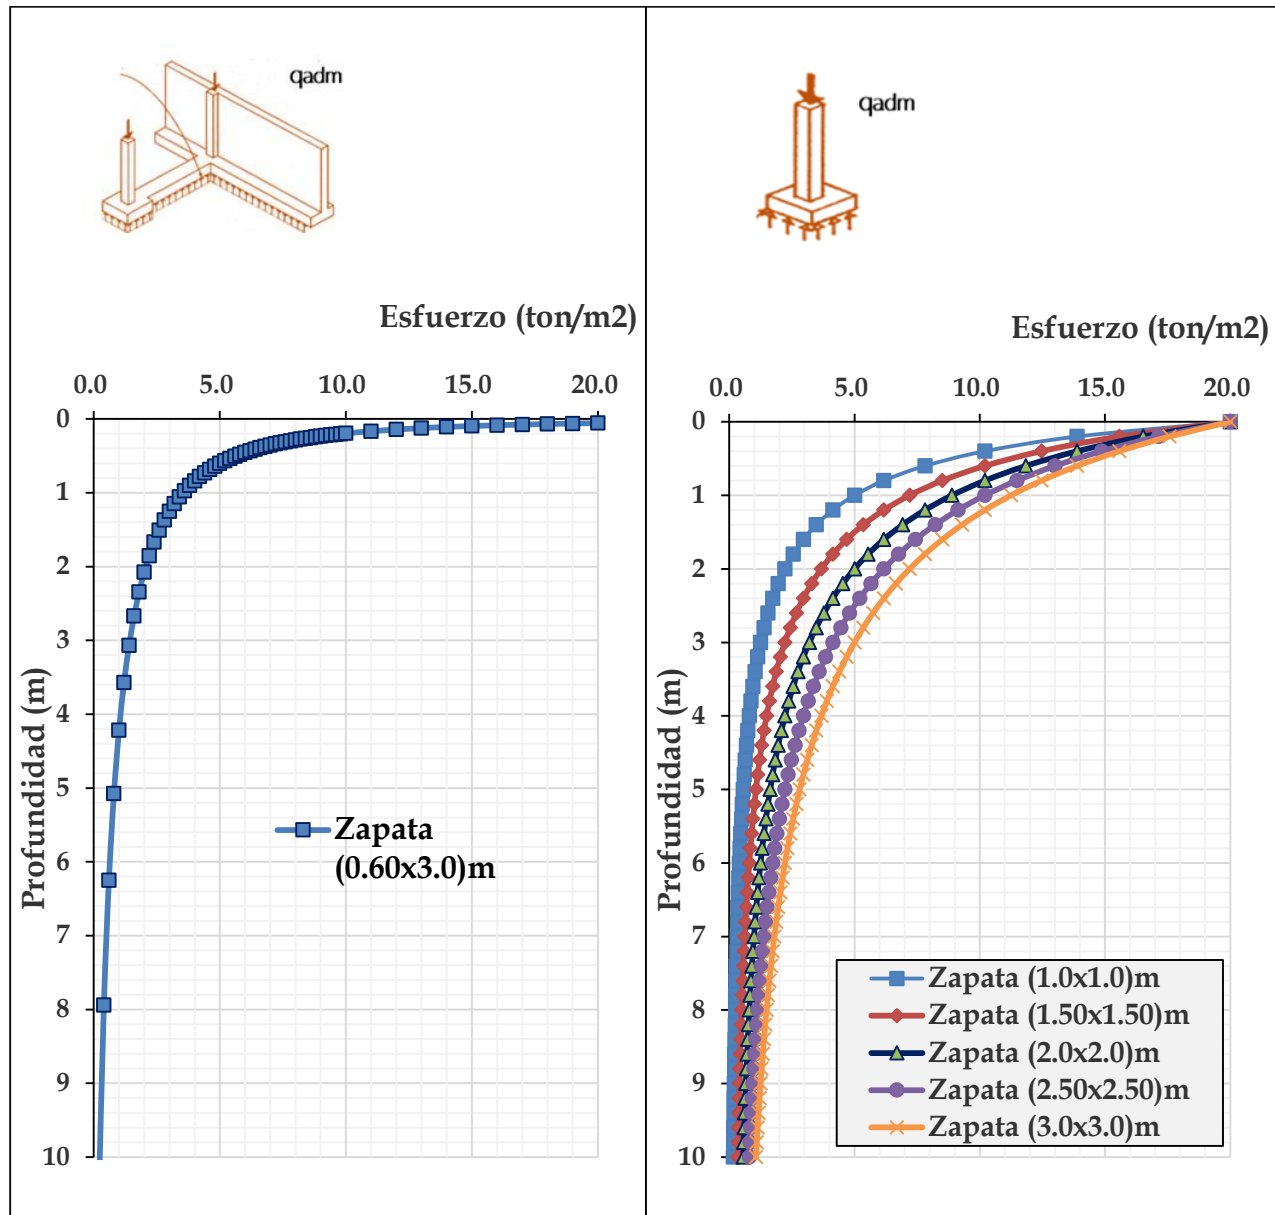 qadm
Esfuerzo (ton/m2)
0.0 5.0 10.0 15.0 20.0
0
1
2
3
4
5
6
7
8
9
10
Profundidad (m)
Zapata
(0.60x3.0)m
qadm
Esfuerzo (ton/m2)
0.0 5.0 10.0 15.0 20.0
0
1
2
3
4
5
6
7
8
9
10
Profundidad (m)
Zapata (1.0x1.0)m
Zapata (1.50x1.50)m
Zapata (2.0x2.0)m
Zapata (2.50x2.50)m
Zapata (3.0x3.0)m